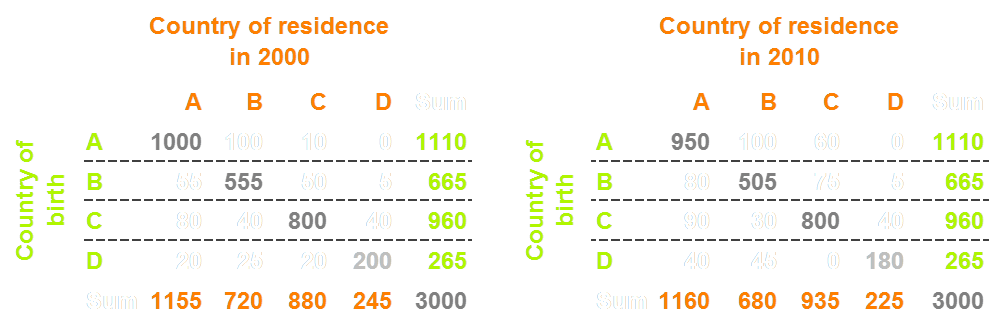 Country of residence
in 2000
A B C D Sum
Country of
birth
A 1000 100 10 0 1110
B 55 555 50 5 665
C 80 40 800 40 960
D 20 25 20 200 265
Sum 1155 720 880 245 3000
Country of residence
in 2010
A B C D Sum
Country of
birth
A 950 100 60 0 1110
B 80 505 75 5 665
C 90 30 800 40 960
D 40 45 0 180 265
Sum 1160 680 935 225 3000